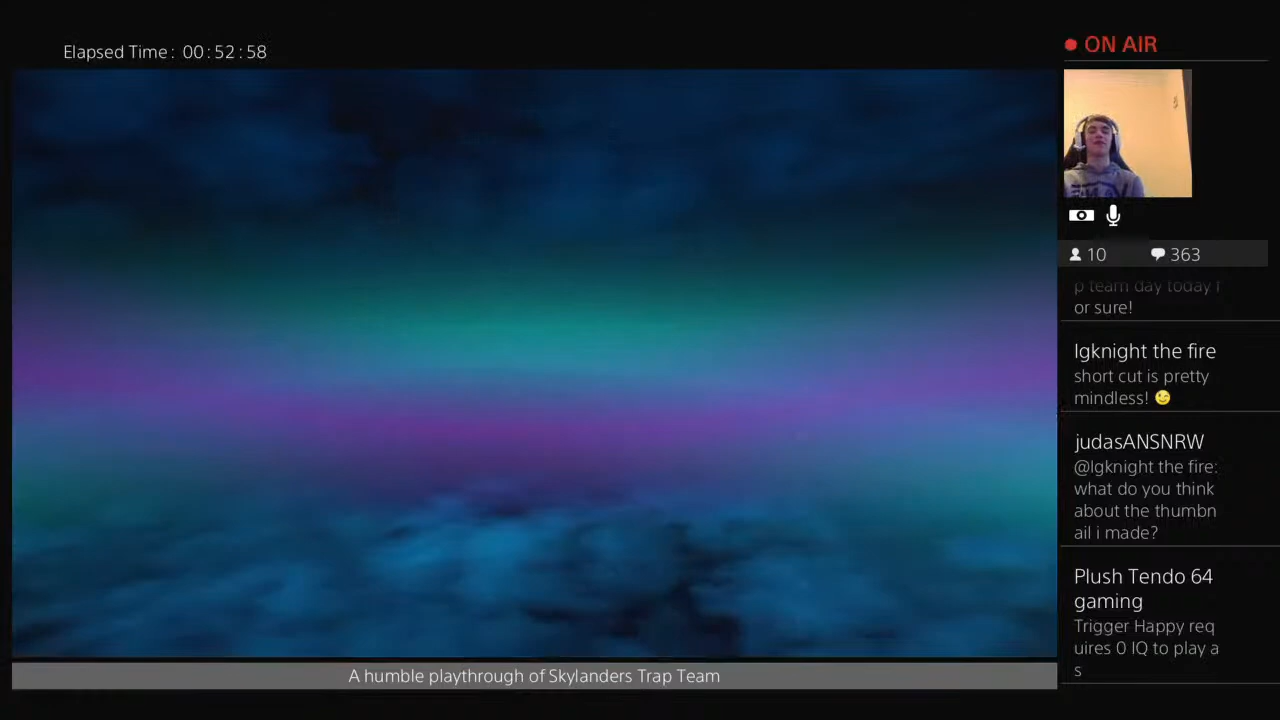 Elapsed Time: 00:52:58
ON AIR
10 363
p team day today f
or sure!
lgknight the fire
short cut is pretty
mindless! 😉
judasANSNRW
@lgknight the fire:
what do you think
about the thumbn
ail i made?
Plush Tendo 64
gaming
Trigger Happy req
uires 0 IQ to play a
s
A humble playthrough of Skylanders Trap Team